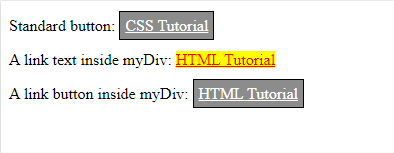 Standard button: CSS Tutorial
A link text inside myDiv: HTML Tutorial
A link button inside myDiv: HTML Tutorial